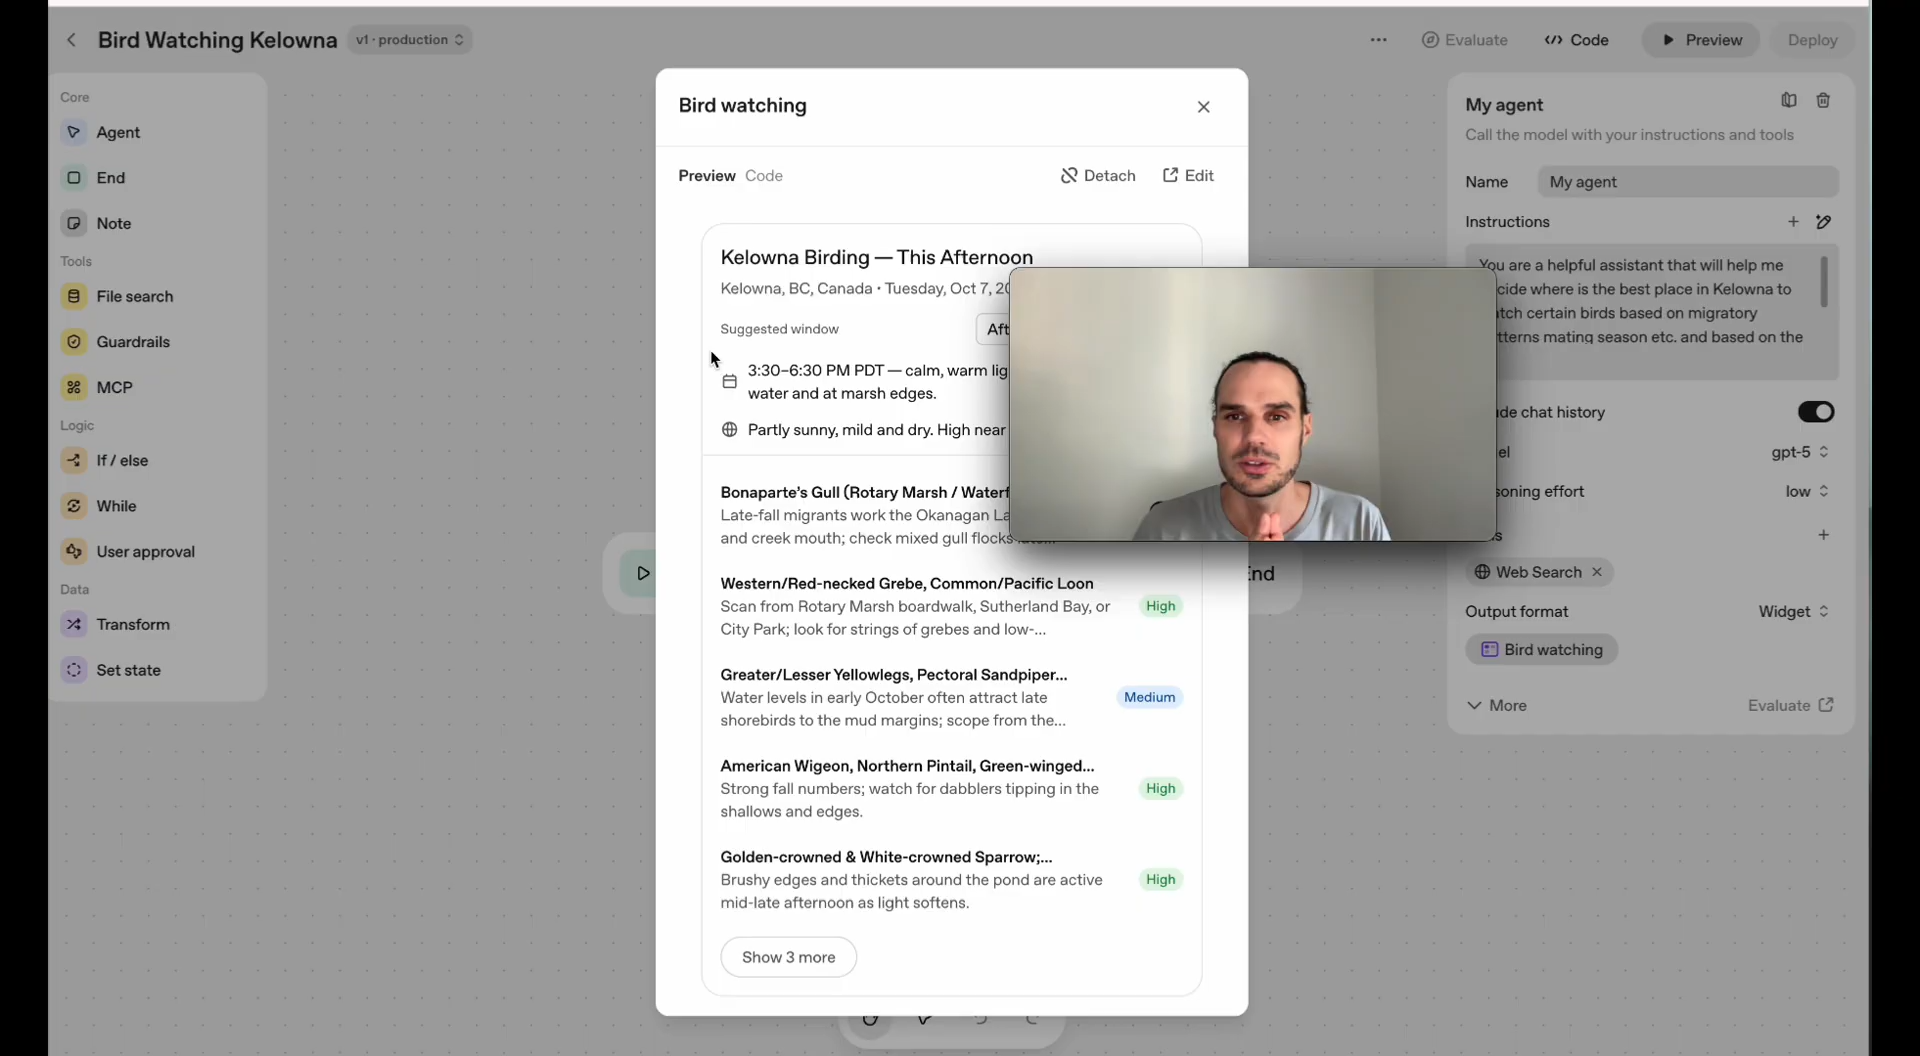 Bird Watching Kelowna
v1 · production
Evaluate
Code
Preview
Deploy
Core
Agent
End
Note
Tools
File search
Guardrails
MCP
Logic
If / else
While
User approval
Data
Transform
Set state
Bird watching
Preview
Code
Detach
Edit
Kelowna Birding — This Afternoon
Kelowna, BC, Canada • Tuesday, Oct 7, 20
Suggested window
Aft
3:30–6:30 PM PDT — calm, warm lig
water and at marsh edges.
Partly sunny, mild and dry. High near
Bonaparte's Gull (Rotary Marsh / Waterf
Late-fall migrants work the Okanagan La
and creek mouth; check mixed gull flocks
Western/Red-necked Grebe, Common/Pacific Loon
Scan from Rotary Marsh boardwalk, Sutherland Bay, or
City Park; look for strings of grebes and low-...
High
Greater/Lesser Yellowlegs, Pectoral Sandpiper...
Water levels in early October often attract late
shorebirds to the mud margins; scope from the...
Medium
American Wigeon, Northern Pintail, Green-winged...
Strong fall numbers; watch for dabblers tipping in the
shallows and edges.
High
Golden-crowned & White-crowned Sparrow;...
Brushy edges and thickets around the pond are active
mid-late afternoon as light softens.
High
Show 3 more
End
My agent
Call the model with your instructions and tools
Name
My agent
Instructions
You are a helpful assistant that will help me
cide where is the best place in Kelowna to
tch certain birds based on migratory
tterns mating season etc. and based on the
ude chat history
el
gpt-5
soning effort
low
s
Web Search
Output format
Widget
Bird watching
More
Evaluate